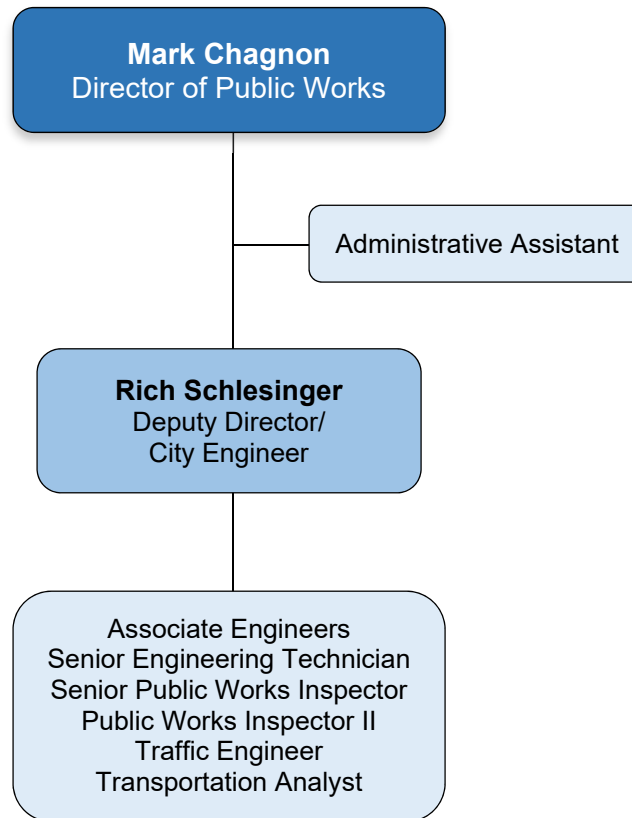 Mark Chagnon
Director of Public Works
Administrative Assistant
Rich Schlesinger
Deputy Director/
City Engineer
Associate Engineers
Senior Engineering Technician
Senior Public Works Inspector
Public Works Inspector II
Traffic Engineer
Transportation Analyst